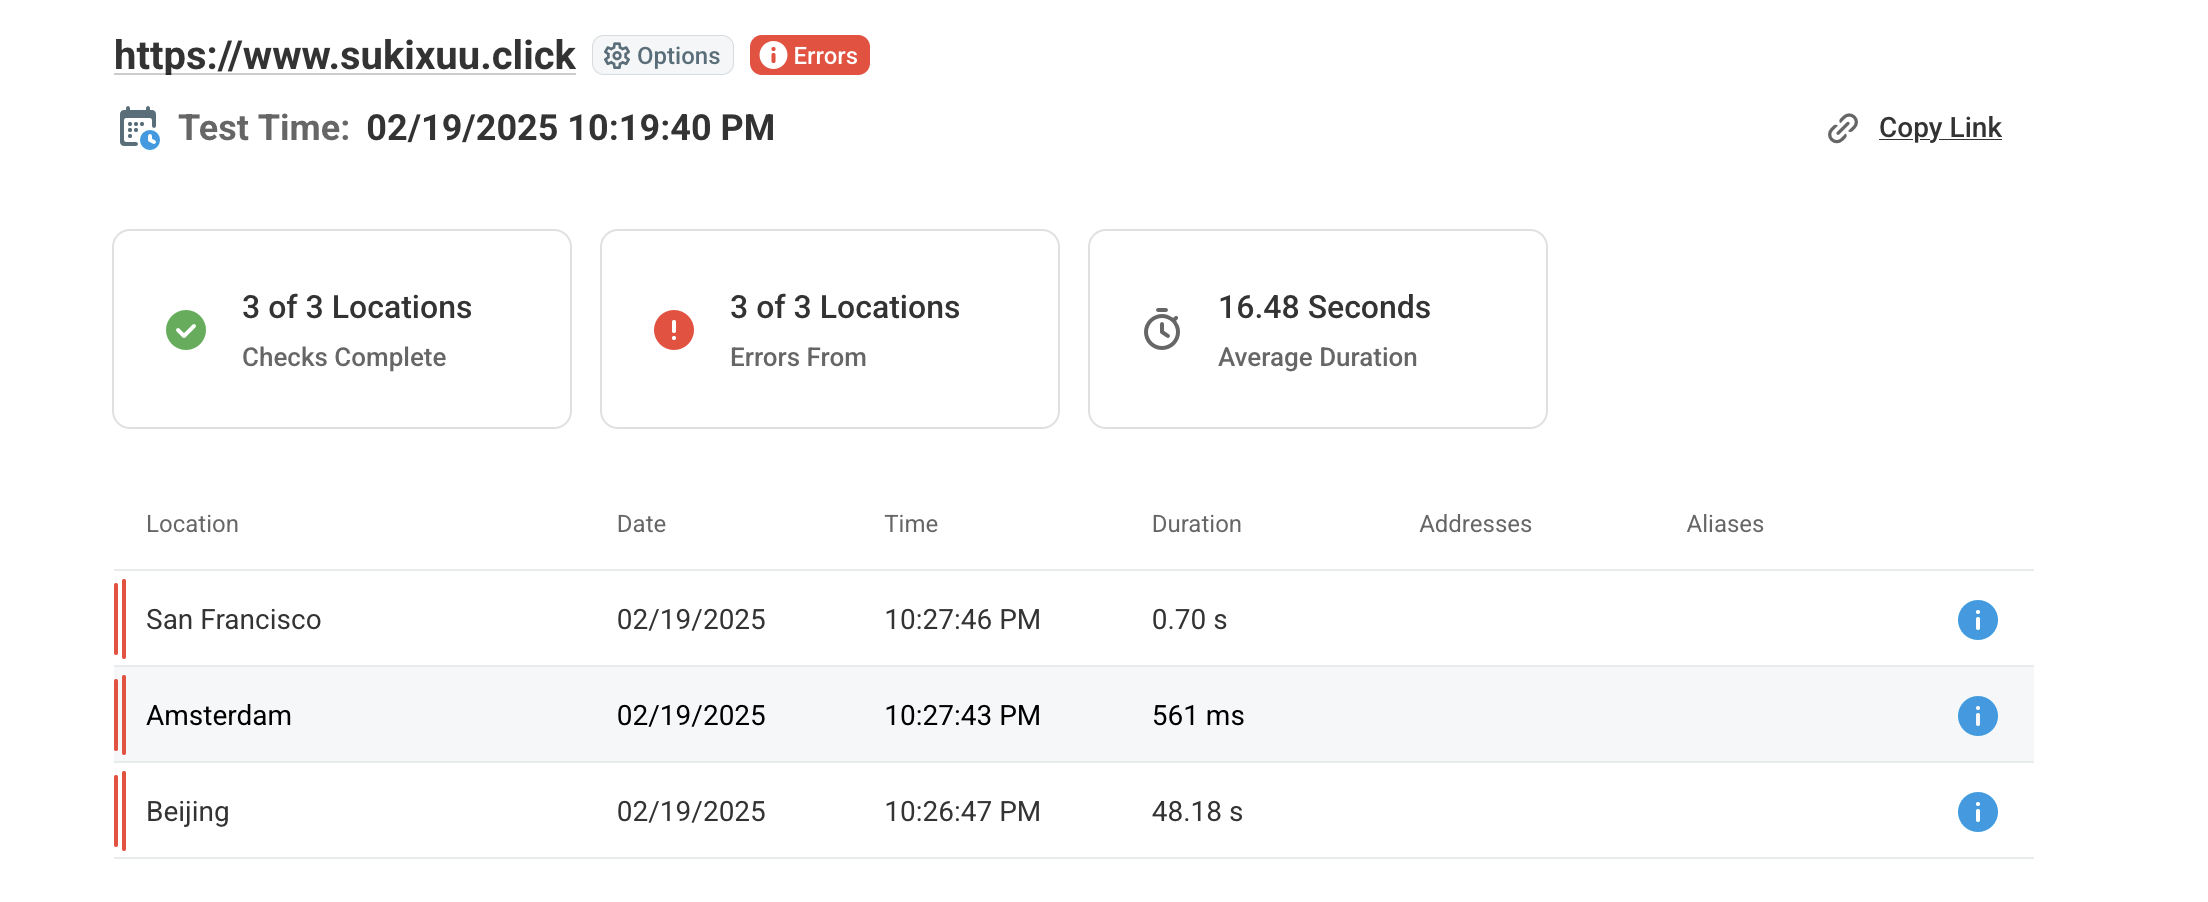 https://www.sukixuu.click Options Errors
Test Time: 02/19/2025 10:19:40 PM Copy Link
3 of 3 Locations
Checks Complete
3 of 3 Locations
Errors From
16.48 Seconds
Average Duration
Location Date Time Duration Addresses Aliases
San Francisco 02/19/2025 10:27:46 PM 0.70 s
Amsterdam 02/19/2025 10:27:43 PM 561 ms
Beijing 02/19/2025 10:26:47 PM 48.18 s